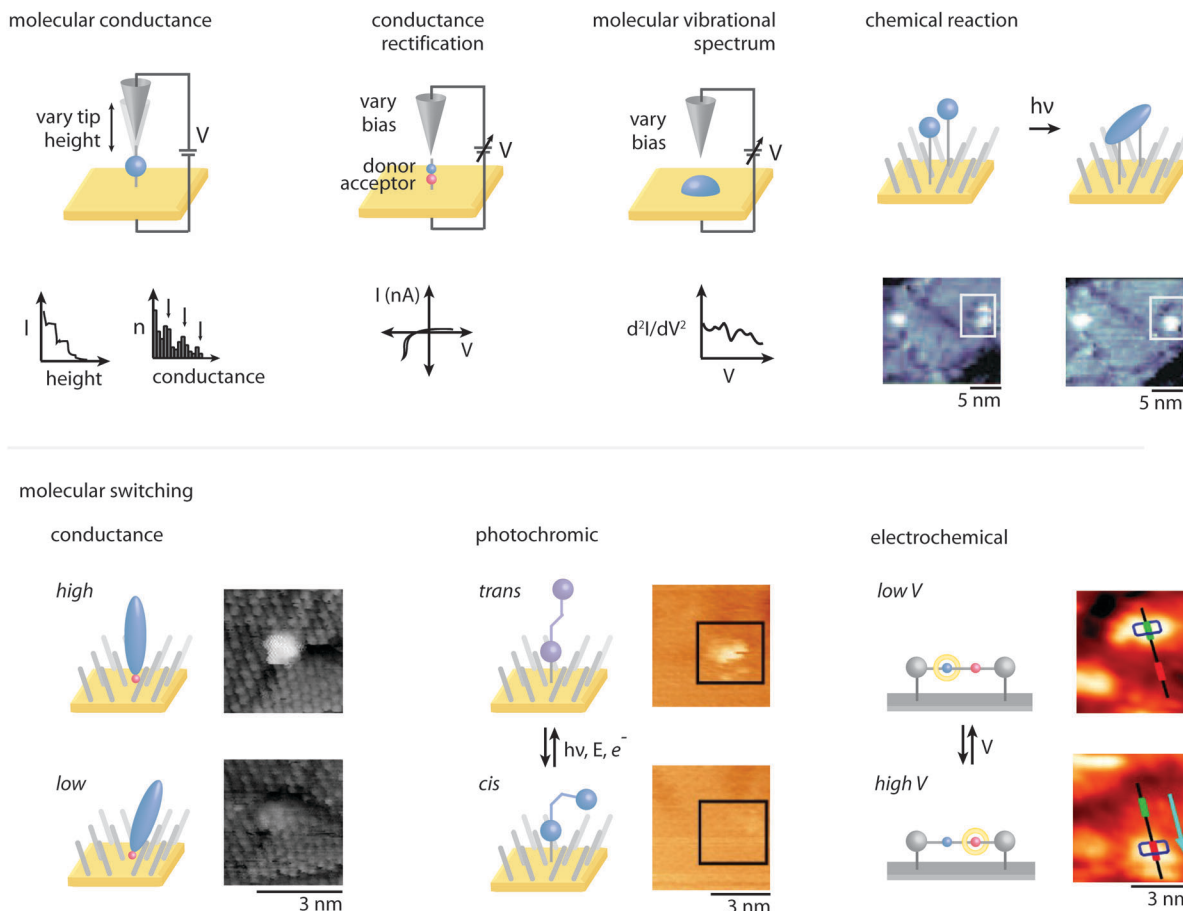 molecular conductance
vary tip
height
V
I
height
n
conductance
conductance
rectification
vary
bias
donor
acceptor
V
I (nA)
V
molecular vibrational
spectrum
vary
bias
V
d²I/dV²
V
chemical reaction
hν
5 nm
5 nm
molecular switching
conductance
high
low
3 nm
photochromic
trans
hν, E, e⁻
cis
3 nm
electrochemical
low V
V
high V
3 nm